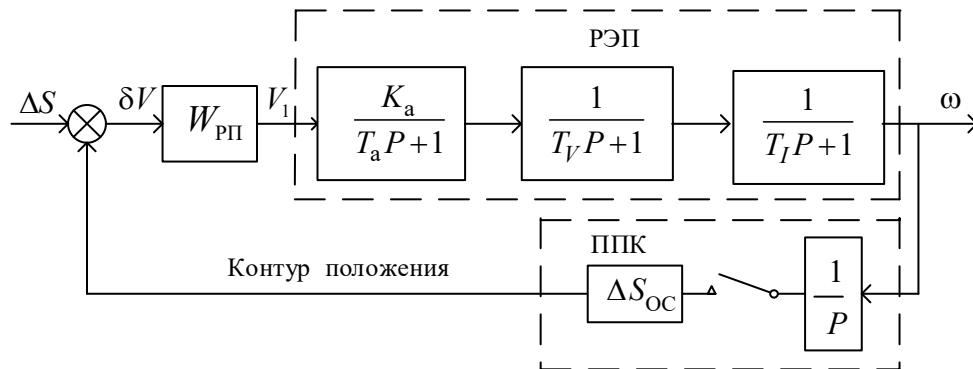 РЭП
ΔS
δV
W_РП
V_1
K_а
T_а P+1
1
T_V P+1
1
T_I P+1
ω
ППК
Контур положения
ΔS_ОС
1
P